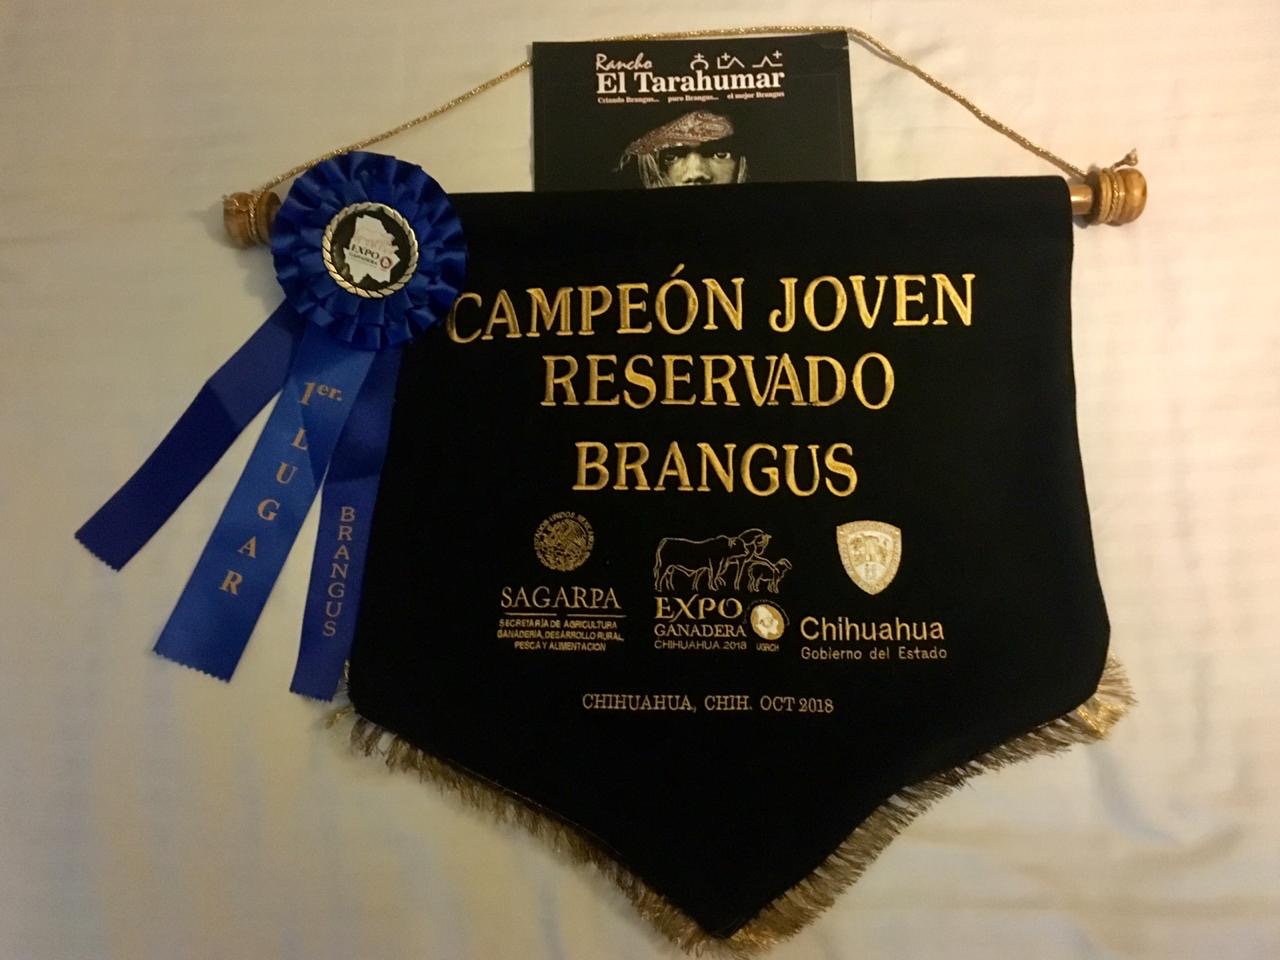 Rancho
El Tarahumar
Criando Brangus... puro Brangus... el mejor Brangus
EXPO
GANADERA
1er.
LUGAR
BRANGUS
CAMPEÓN JOVEN
RESERVADO
BRANGUS
SAGARPA
SECRETARÍA DE AGRICULTURA
GANADERÍA, DESARROLLO RURAL,
PESCA Y ALIMENTACION
EXPO
GANADERA
CHIHUAHUA 2018
UGRCH
Chihuahua
Gobierno del Estado
CHIHUAHUA, CHIH. OCT 2018